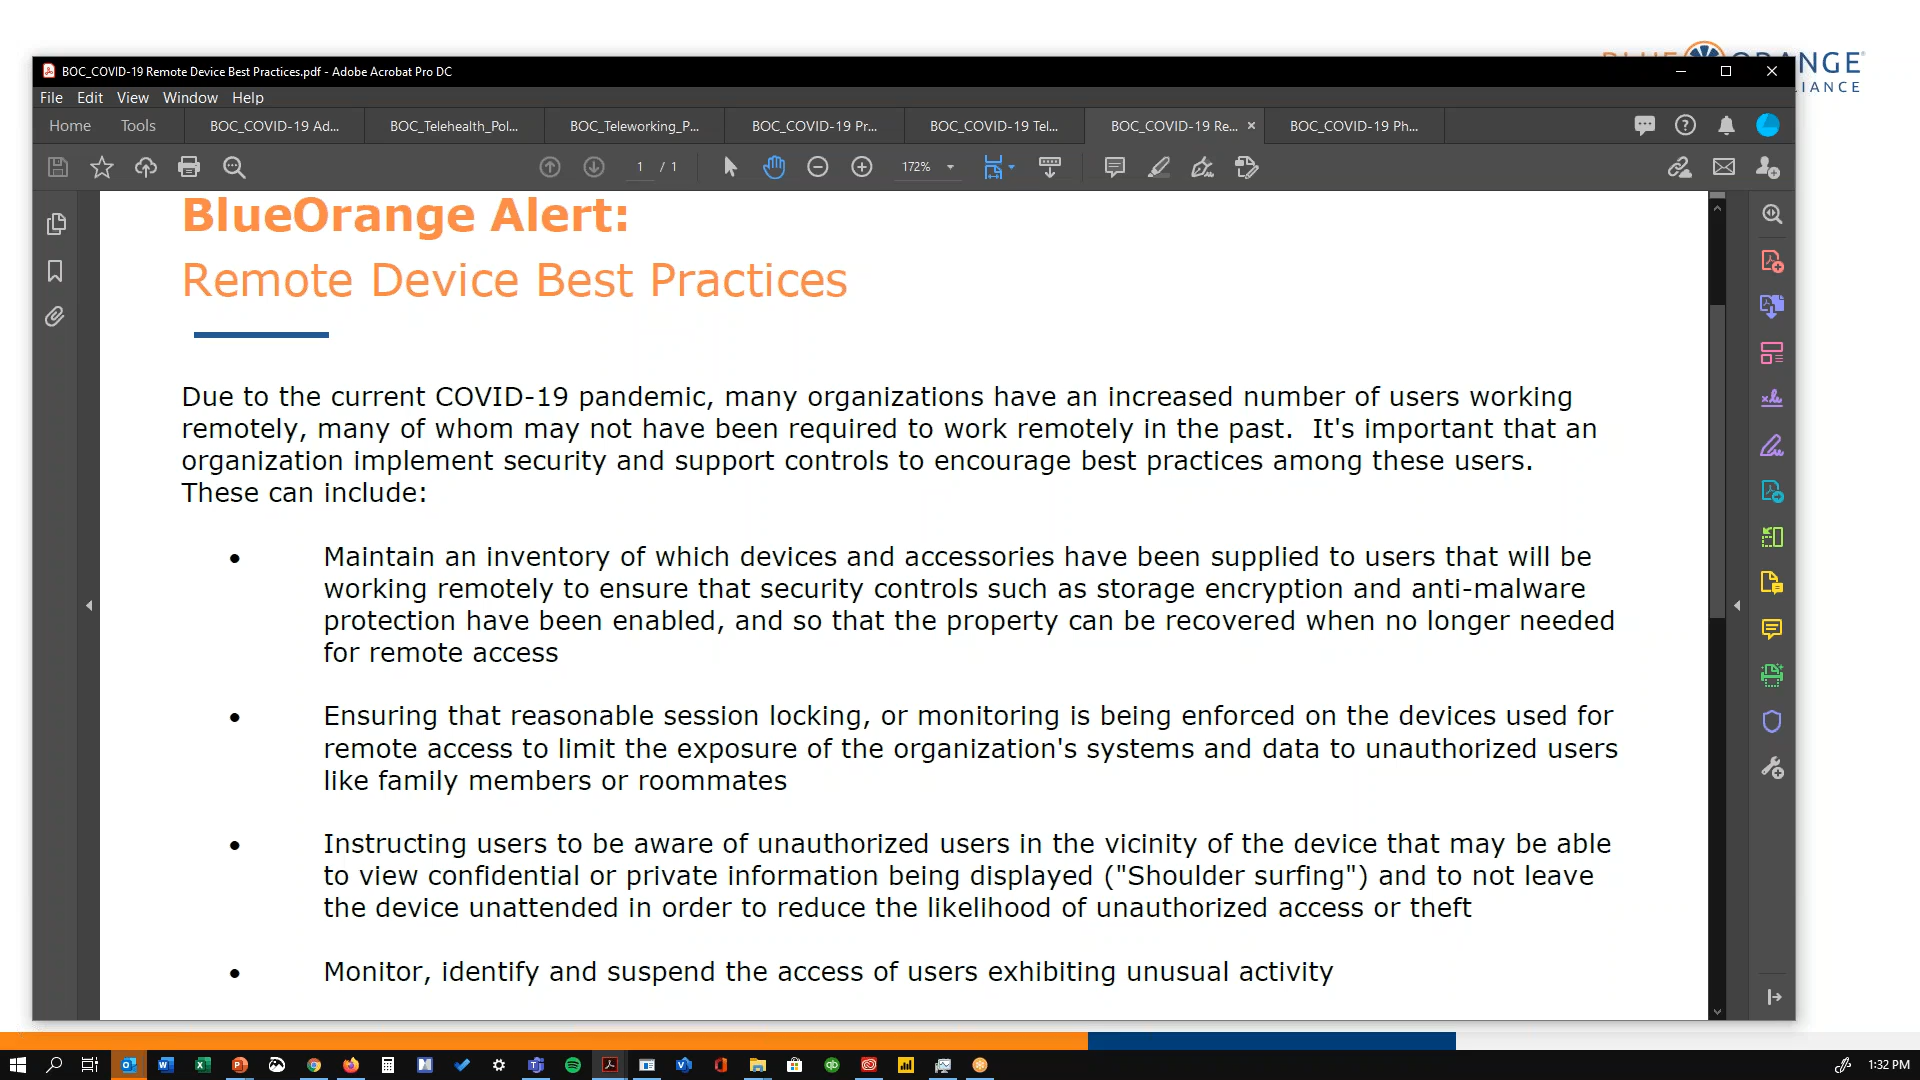 BLUE ORANGE
LIANCE
BOC_COVID-19 Remote Device Best Practices.pdf - Adobe Acrobat Pro DC
File Edit View Window Help
Home Tools BOC_COVID-19 Ad... BOC_Telehealth_Pol... BOC_Teleworking_P... BOC_COVID-19 Pr... BOC_COVID-19 Tel... BOC_COVID-19 Re... × BOC_COVID-19 Ph...
1 / 1 172%
BlueOrange Alert:
Remote Device Best Practices
Due to the current COVID-19 pandemic, many organizations have an increased number of users working
remotely, many of whom may not have been required to work remotely in the past. It's important that an
organization implement security and support controls to encourage best practices among these users.
These can include:
• Maintain an inventory of which devices and accessories have been supplied to users that will be
working remotely to ensure that security controls such as storage encryption and anti-malware
protection have been enabled, and so that the property can be recovered when no longer needed
for remote access
• Ensuring that reasonable session locking, or monitoring is being enforced on the devices used for
remote access to limit the exposure of the organization's systems and data to unauthorized users
like family members or roommates
• Instructing users to be aware of unauthorized users in the vicinity of the device that may be able
to view confidential or private information being displayed ("Shoulder surfing") and to not leave
the device unattended in order to reduce the likelihood of unauthorized access or theft
• Monitor, identify and suspend the access of users exhibiting unusual activity
1:32 PM